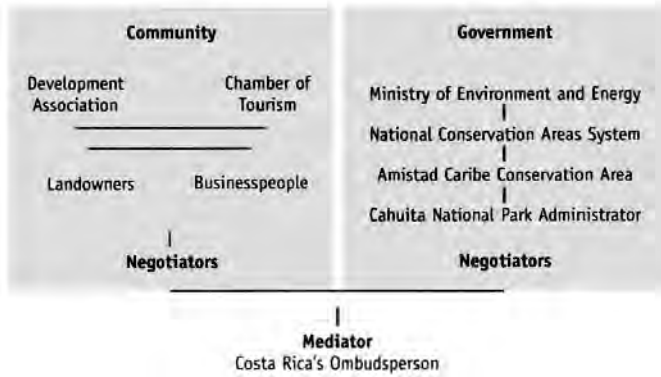 Community
Development
Association
Chamber of
Tourism
Landowners
Businesspeople
Negotiators
Government
Ministry of Environment and Energy
National Conservation Areas System
Amistad Caribe Conservation Area
Cahuita National Park Administrator
Negotiators
Mediator
Costa Rica's Ombudsperson